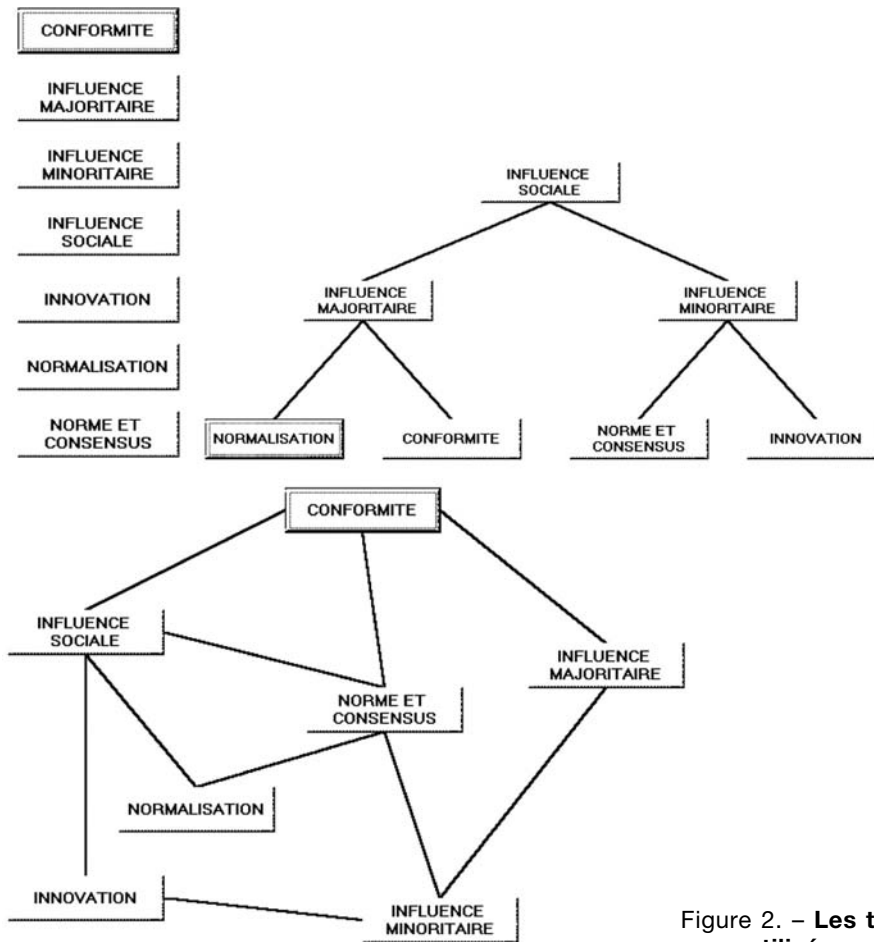 CONFORMITE
INFLUENCE
MAJORITAIRE
INFLUENCE
MINORITAIRE
INFLUENCE
SOCIALE
INNOVATION
NORMALISATION
NORME ET
CONSENSUS
INFLUENCE
SOCIALE
INFLUENCE
MAJORITAIRE
INFLUENCE
MINORITAIRE
NORMALISATION
CONFORMITE
NORME ET
CONSENSUS
INNOVATION
CONFORMITE
INFLUENCE
SOCIALE
INFLUENCE
MAJORITAIRE
NORME ET
CONSENSUS
NORMALISATION
INNOVATION
INFLUENCE
MINORITAIRE
Figure 2. – Les t